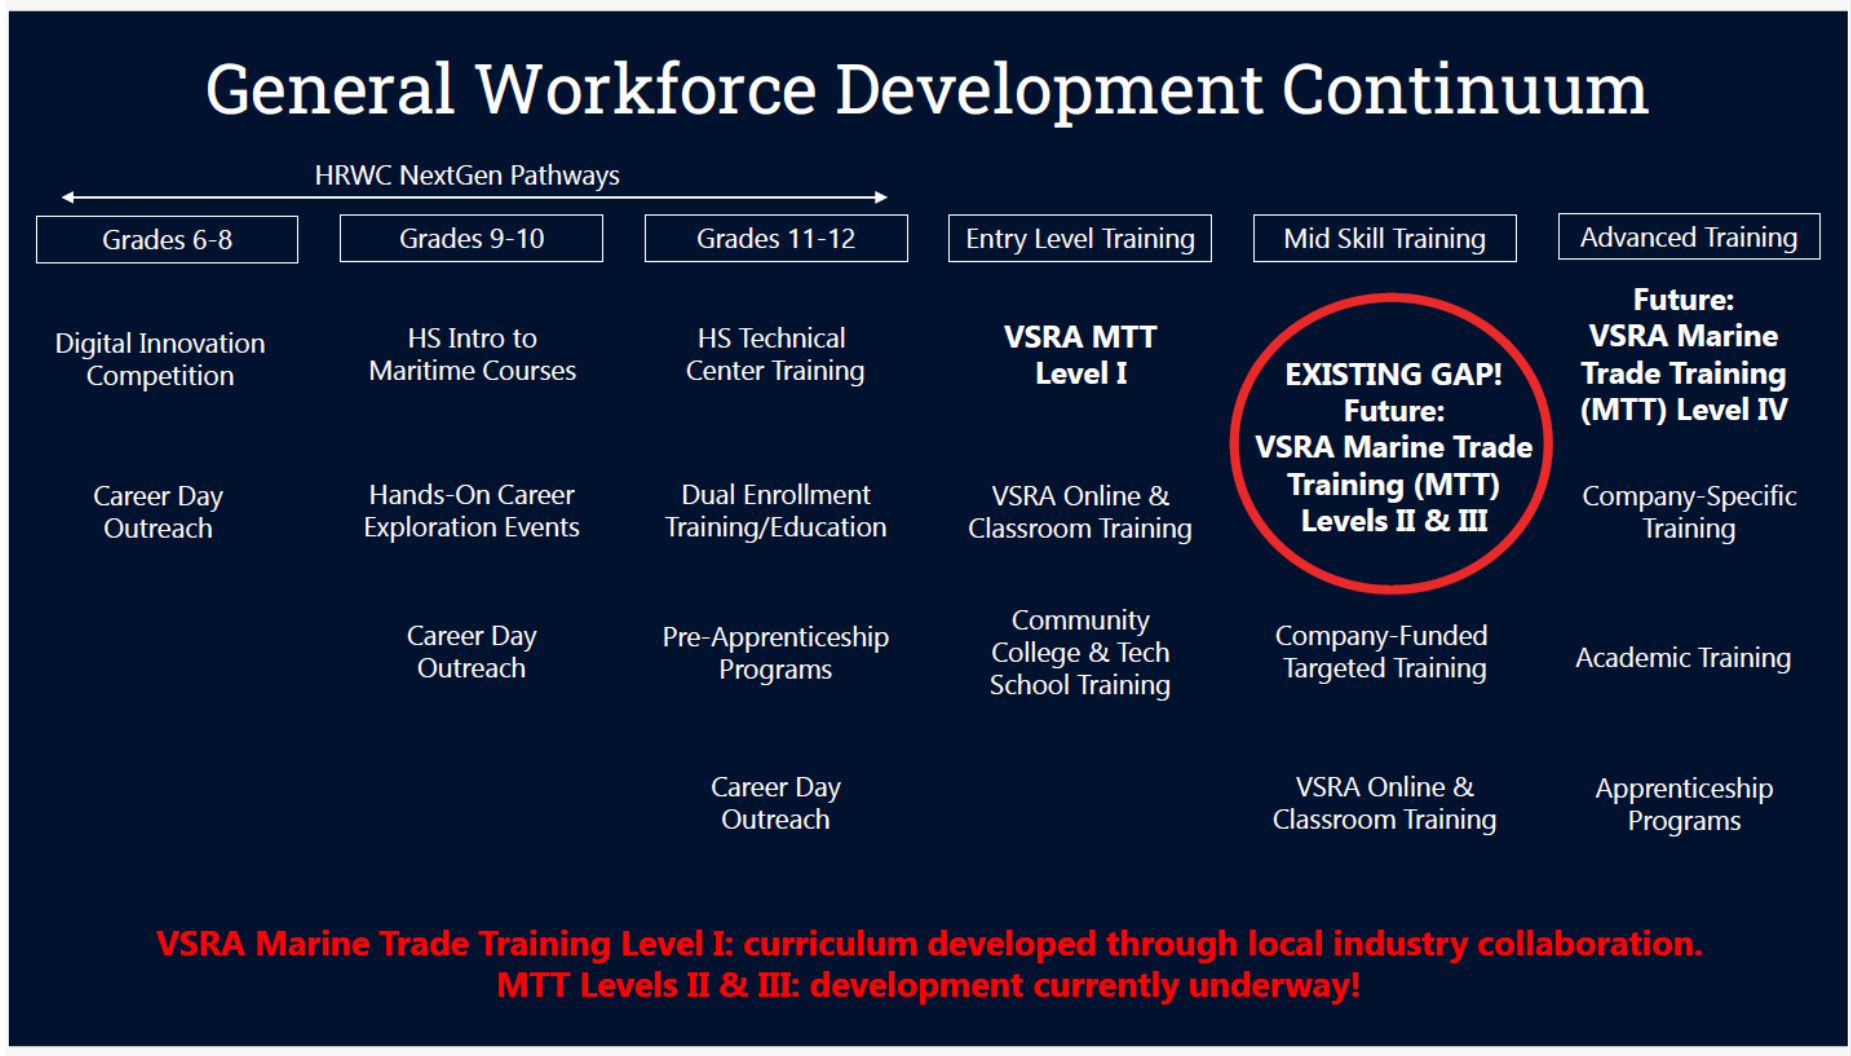 General Workforce Development Continuum
HRWC NextGen Pathways
Grades 6-8
Grades 9-10
Grades 11-12
Entry Level Training
Mid Skill Training
Advanced Training
Digital Innovation
Competition
Career Day
Outreach
HS Intro to
Maritime Courses
Hands-On Career
Exploration Events
Career Day
Outreach
HS Technical
Center Training
Dual Enrollment
Training/Education
Pre-Apprenticeship
Programs
Career Day
Outreach
VSRA MTT
Level I
VSRA Online &
Classroom Training
Community
College & Tech
School Training
EXISTING GAP!
Future:
VSRA Marine Trade
Training (MTT)
Levels II & III
Company-Funded
Targeted Training
VSRA Online &
Classroom Training
Future:
VSRA Marine
Trade Training
(MTT) Level IV
Company-Specific
Training
Academic Training
Apprenticeship
Programs
VSRA Marine Trade Training Level I: curriculum developed through local industry collaboration.
MTT Levels II & III: development currently underway!